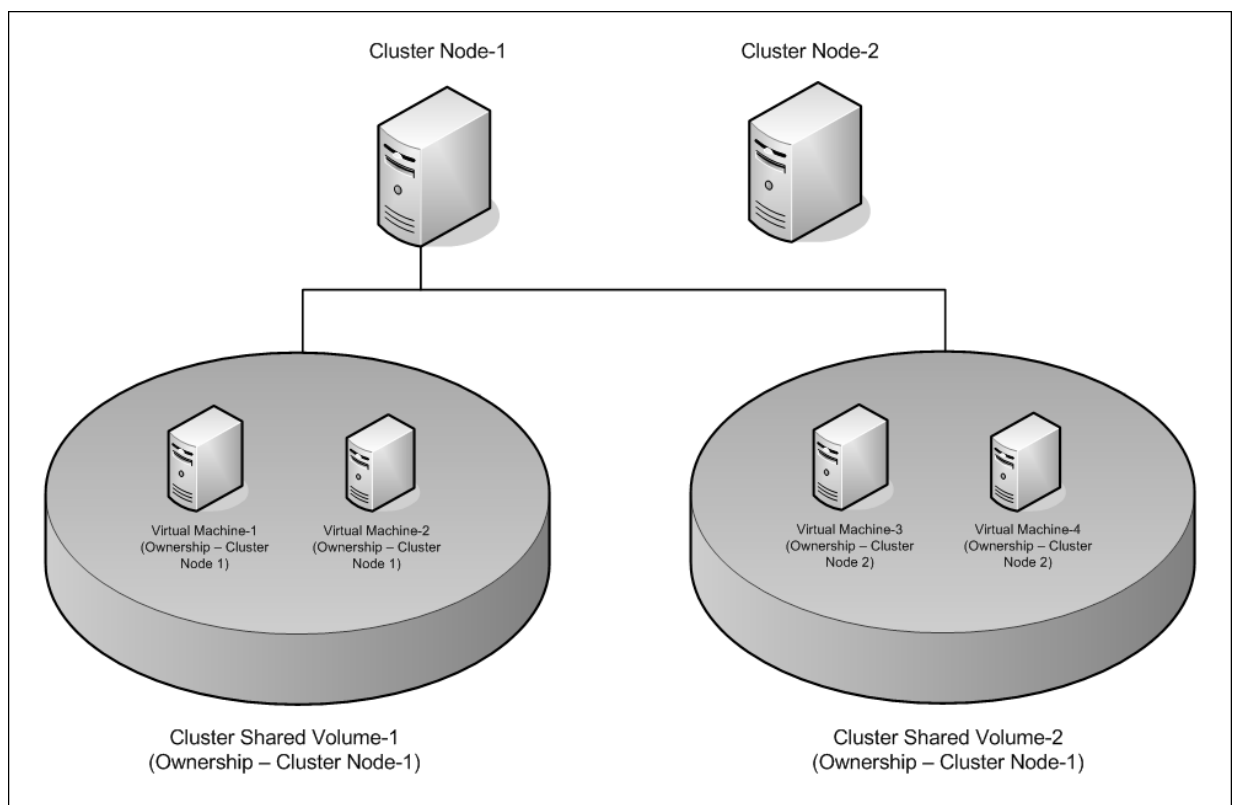 Cluster Node-1
Cluster Node-2
Virtual Machine-1
(Ownership – Cluster
Node 1)
Virtual Machine-2
(Ownership – Cluster
Node 1)
Virtual Machine-3
(Ownership – Cluster
Node 2)
Virtual Machine-4
(Ownership – Cluster
Node 2)
Cluster Shared Volume-1
(Ownership – Cluster Node-1)
Cluster Shared Volume-2
(Ownership – Cluster Node-1)